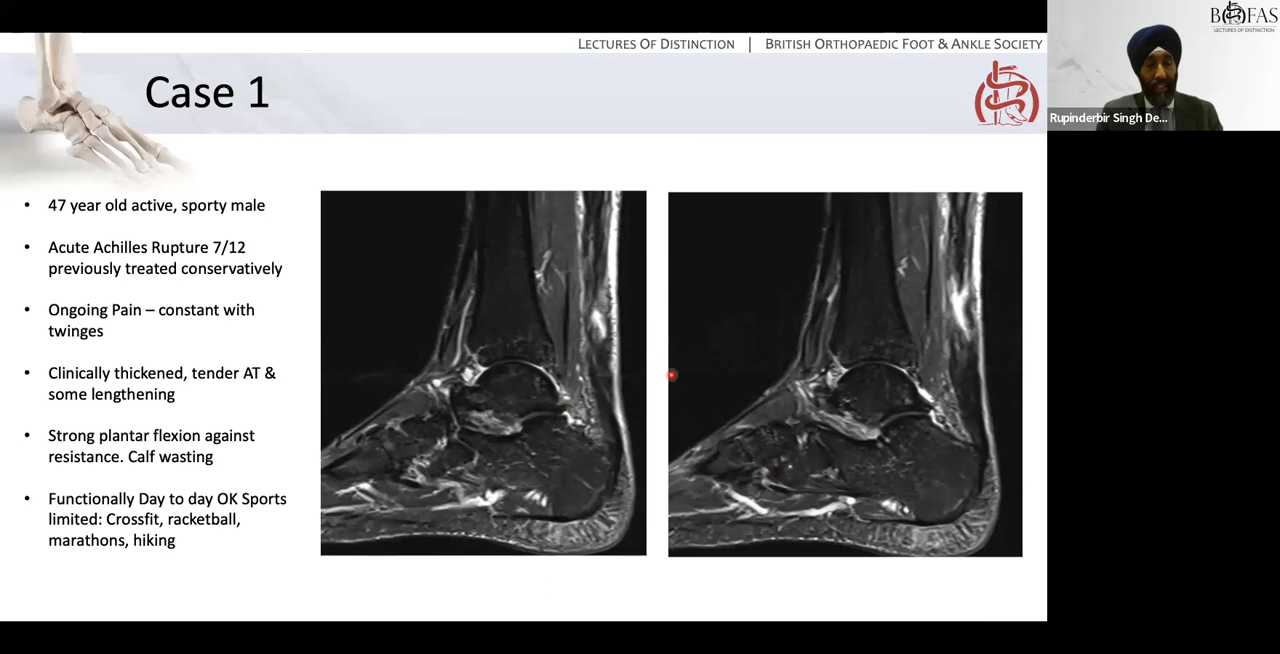 LECTURES OF DISTINCTION | BRITISH ORTHOPAEDIC FOOT & ANKLE SOCIETY
BOFAS
LECTURES OF DISTINCTION
Case 1
Rupinderbir Singh De...
• 47 year old active, sporty male
• Acute Achilles Rupture 7/12
previously treated conservatively
• Ongoing Pain – constant with
twinges
• Clinically thickened, tender AT &
some lengthening
• Strong plantar flexion against
resistance. Calf wasting
• Functionally Day to day OK Sports
limited: Crossfit, racketball,
marathons, hiking